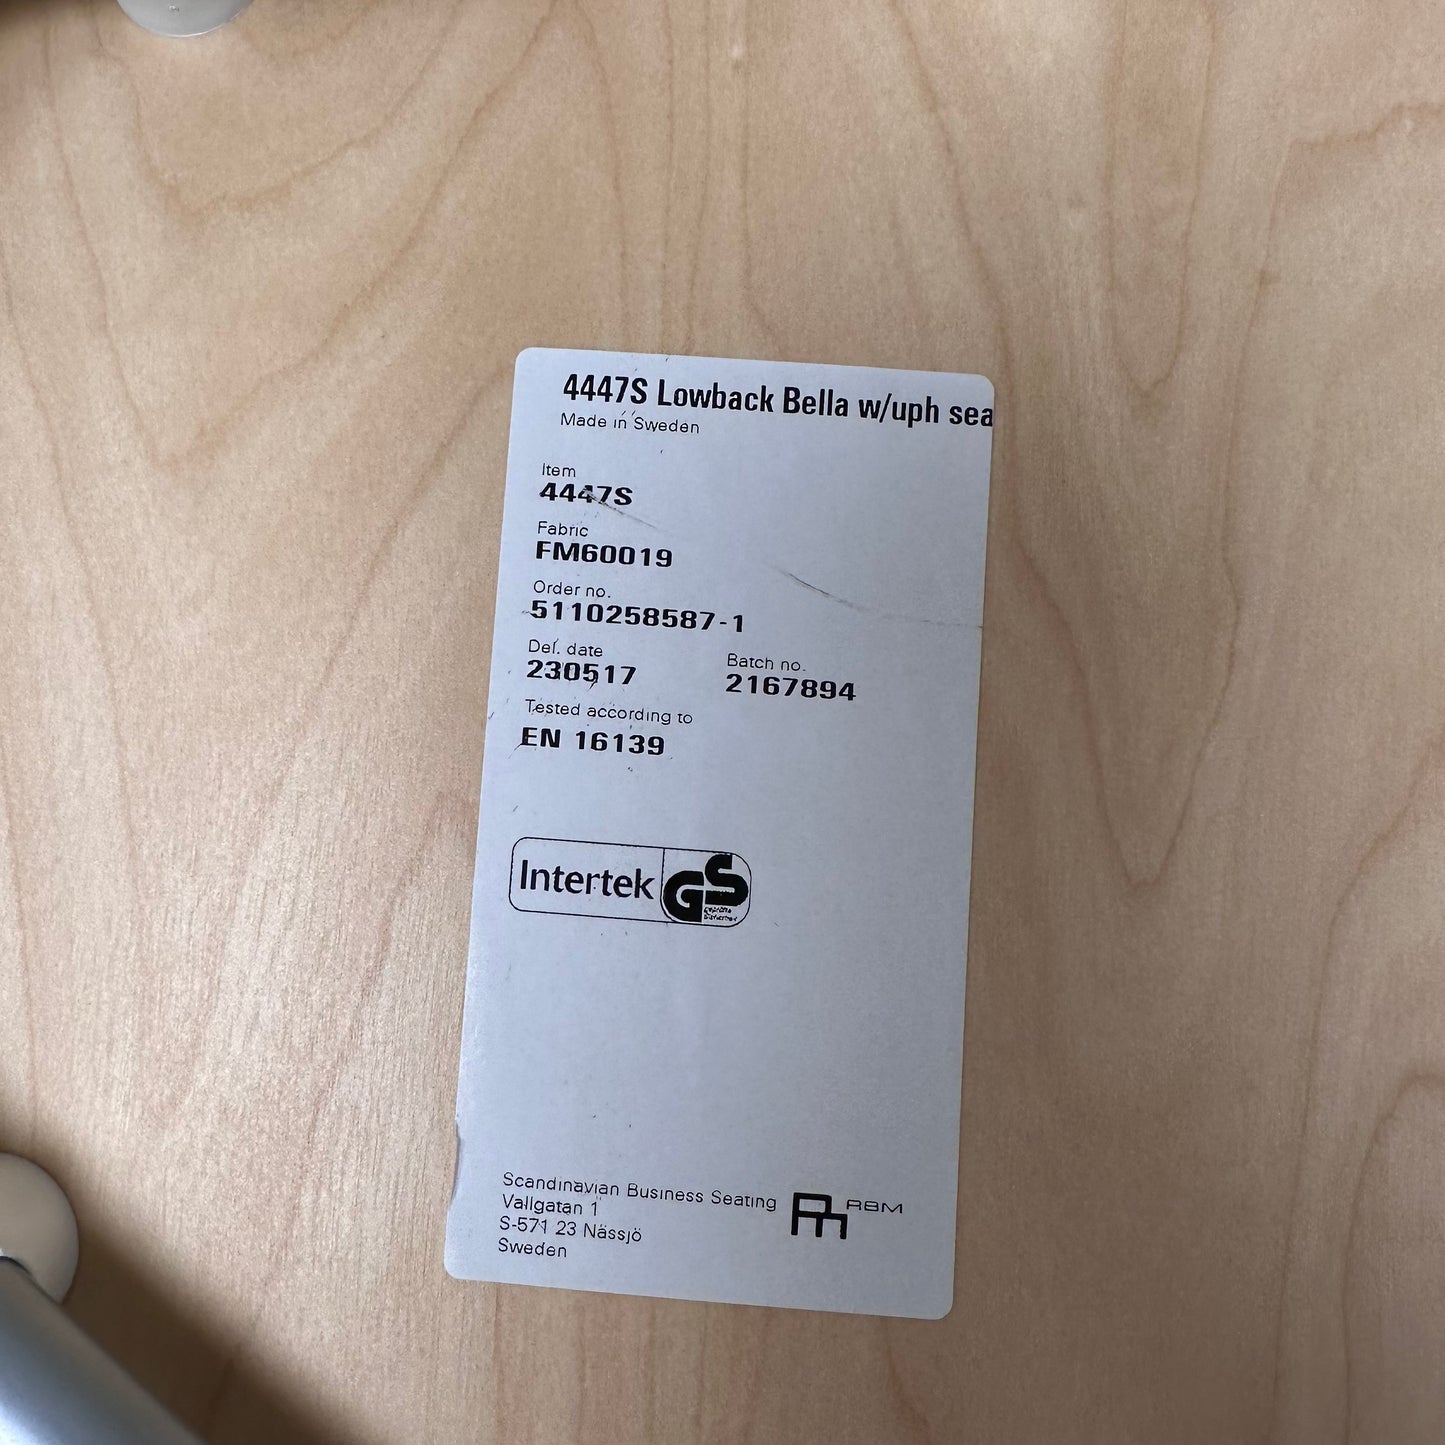 4447S Lowback Bella w/uph sea
Made in Sweden
Item
4447S
Fabric
FM60019
Order no.
5110258587-1
Del. date
230517
Batch no.
2167894
Tested according to
EN 16139
Intertek
GS
geprüfte
Sicherheit
Scandinavian Business Seating
Vallgatan 1
S-571 23 Nässjö
Sweden
RBM